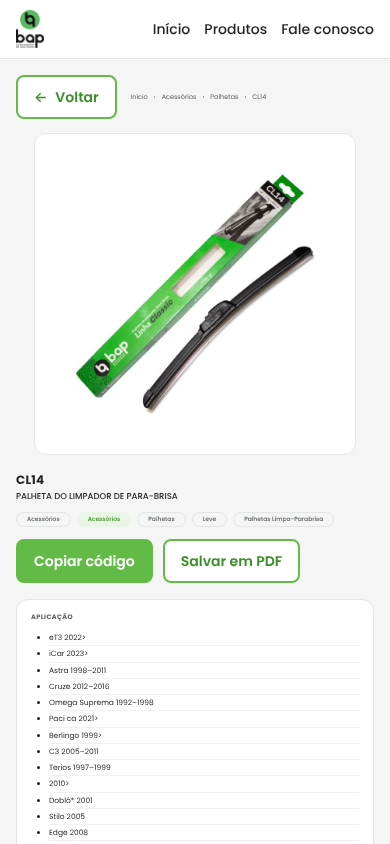 bap
Início Produtos Fale conosco
← Voltar
Início › Acessórios › Palhetas › CL14
CL14
Linha Classic
bap
CL14
PALHETA DO LIMPADOR DE PARA-BRISA
Acessórios Acessórios Palhetas Leve Palhetas Limpa-Parabrisa
Copiar código Salvar em PDF
APLICAÇÃO
• eT3 2022>
• iCar 2023>
• Astra 1998–2011
• Cruze 2012–2016
• Omega Suprema 1992–1998
• Paci ca 2021>
• Berlingo 1999>
• C3 2005–2011
• Terios 1997–1999
• 2010>
• Dobló* 2001
• Stilo 2005
• Edge 2008